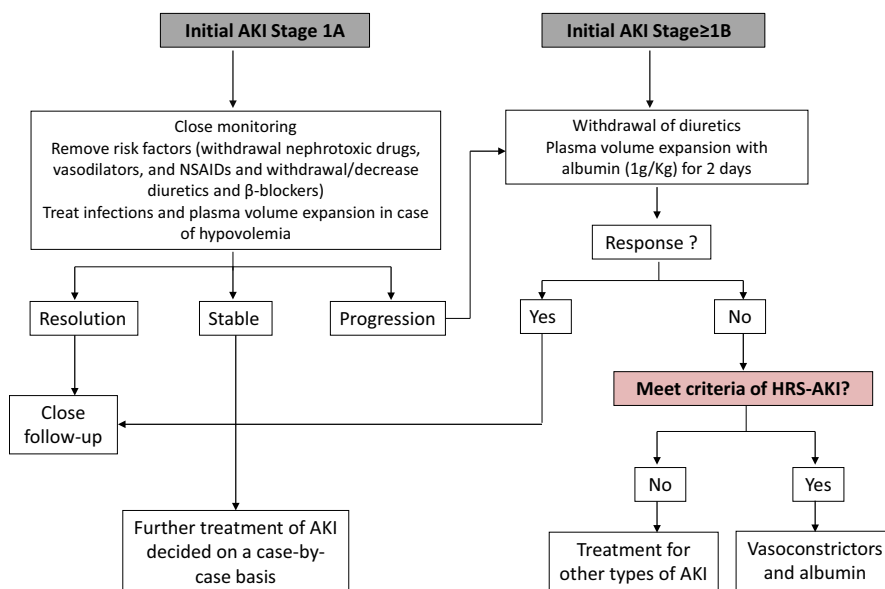 Initial AKI Stage 1A
Initial AKI Stage≥1B
Close monitoring
Remove risk factors (withdrawal nephrotoxic drugs,
vasodilators, and NSAIDs and withdrawal/decrease
diuretics and β-blockers)
Treat infections and plasma volume expansion in case
of hypovolemia
Withdrawal of diuretics
Plasma volume expansion with
albumin (1g/Kg) for 2 days
Response ?
Resolution
Stable
Progression
Yes
No
Meet criteria of HRS-AKI?
Close
follow-up
No
Yes
Further treatment of AKI
decided on a case-by-
case basis
Treatment for
other types of AKI
Vasoconstrictors
and albumin